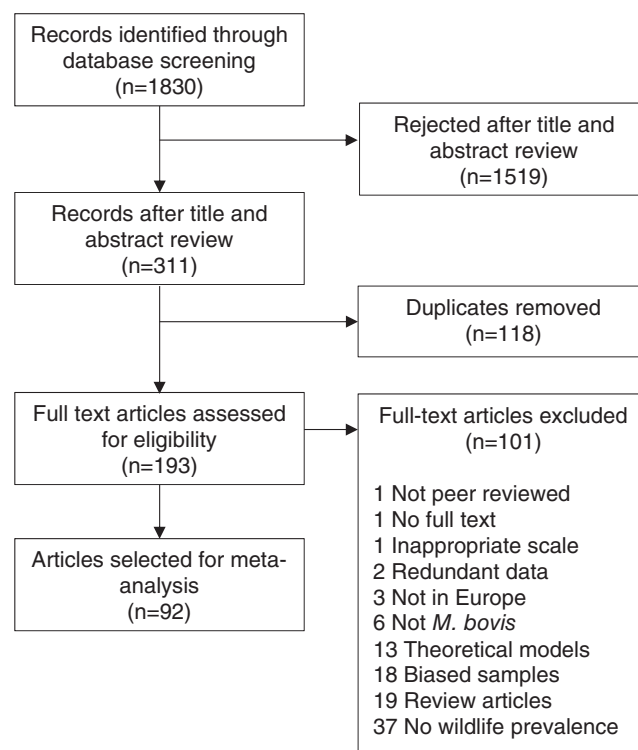 Records identified through
database screening
(n=1830)
Rejected after title and
abstract review
(n=1519)
Records after title and
abstract review
(n=311)
Duplicates removed
(n=118)
Full text articles assessed
for eligibility
(n=193)
Full-text articles excluded
(n=101)
1 Not peer reviewed
1 No full text
1 Inappropriate scale
2 Redundant data
3 Not in Europe
6 Not M. bovis
13 Theoretical models
18 Biased samples
19 Review articles
37 No wildlife prevalence
Articles selected for meta-
analysis
(n=92)